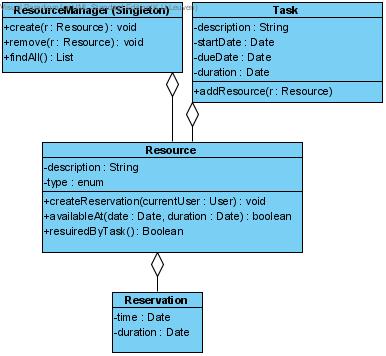 ResourceManager (Singleton)
+create(r : Resource) : void
+remove(r : Resource) : void
+findAll() : List
Task
-description : String
-startDate : Date
-dueDate : Date
-duration : Date
+addResource(r : Resource)
Resource
-description : String
-type : enum
+createReservation(currentUser : User) : void
+availableAt(date : Date, duration : Date) : boolean
+resuiredByTask() : Boolean
Reservation
-time : Date
-duration : Date